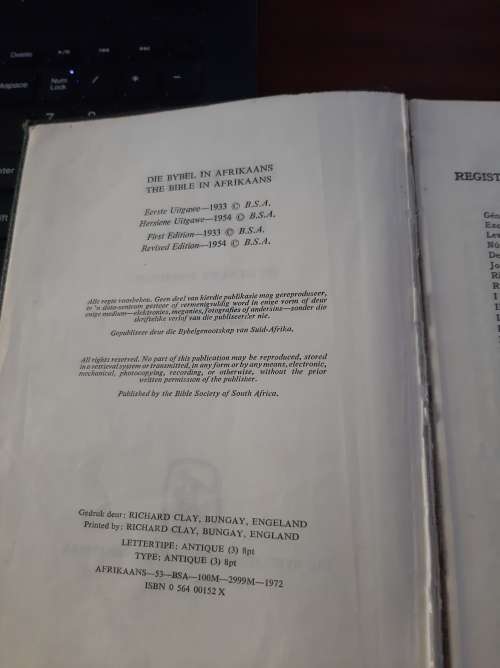 Delete
Num
Lock
/
*
-
7
DIE BYBEL IN AFRIKAANS
THE BIBLE IN AFRIKAANS
Eerste Uitgawe—1933 © B.S.A.
Hersiene Uitgawe—1954 © B.S.A.
First Edition—1933 © B.S.A.
Revised Edition—1954 © B.S.A.
Alle regte voorbehou. Geen deel van hierdie publikasie mag gereproduseer,
in 'n data-sentrum gestoor of vermenigvuldig word in enige vorm of deur
enige medium—elektronies, meganies, fotografies of andersins—sonder die
skriftelike verlof van die publiseerder nie.
Gepubliseer deur die Bybelgenootskap van Suid-Afrika.
All rights reserved. No part of this publication may be reproduced, stored
in a retrieval system or transmitted, in any form or by any means, electronic,
mechanical, photocopying, recording, or otherwise, without the prior
written permission of the publisher.
Published by the Bible Society of South Africa.
Gedruk deur: RICHARD CLAY, BUNGAY, ENGELAND
Printed by: RICHARD CLAY, BUNGAY, ENGLAND
LETTERTIPE: ANTIQUE (3) 8pt
TYPE: ANTIQUE (3) 8pt
AFRIKAANS—53—BSA—100M—2999M—1972
ISBN 0 564 00152 X
REGIST